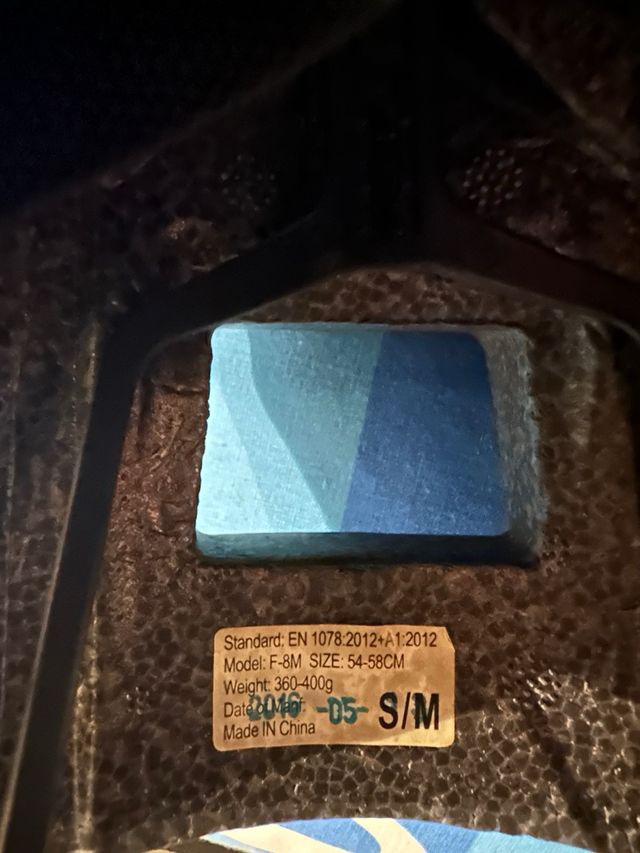 Standard: EN 1078:2012+A1:2012
Model: F-8M SIZE: 54-58CM
Weight: 360-400g
Date of Manf: -05- S/M
Made IN China